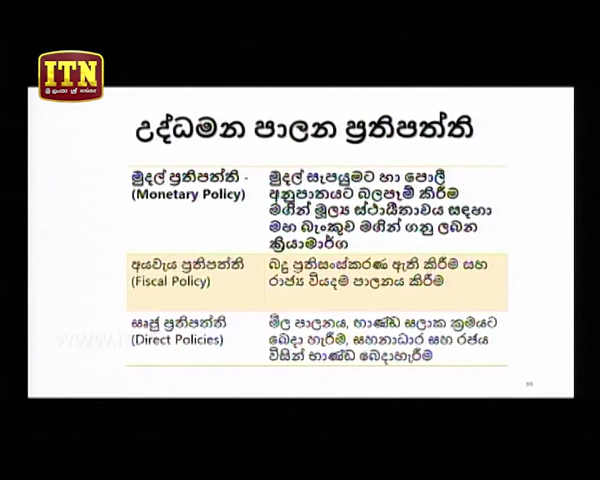 ITN
ශ්‍රී ලංකා
උද්ධමන පාලන ප්‍රතිපත්ති
මුදල් ප්‍රතිපත්ති -
(Monetary Policy)
මුදල් සැපයුමට හා පොලී
අනුපාතයට බලපෑම් කිරීම
මගින් මූල්‍ය ස්ථායීතාවය සඳහා
මහ බැංකුව මගින් ගනු ලබන
ක්‍රියාමාර්ග
අයවැය ප්‍රතිපත්ති
(Fiscal Policy)
බදු ප්‍රතිසංස්කරණ ඇති කිරීම සහ
රාජ්‍ය වියදම පාලනය කිරීම
සෘජු ප්‍රතිපත්ති
(Direct Policies)
මිල පාලනය, භාණ්ඩ සලාක ක්‍රමයට
බෙදා හැරීම, සහනාධාර සහ රජය
විසින් භාණ්ඩ බෙදාහැරීම